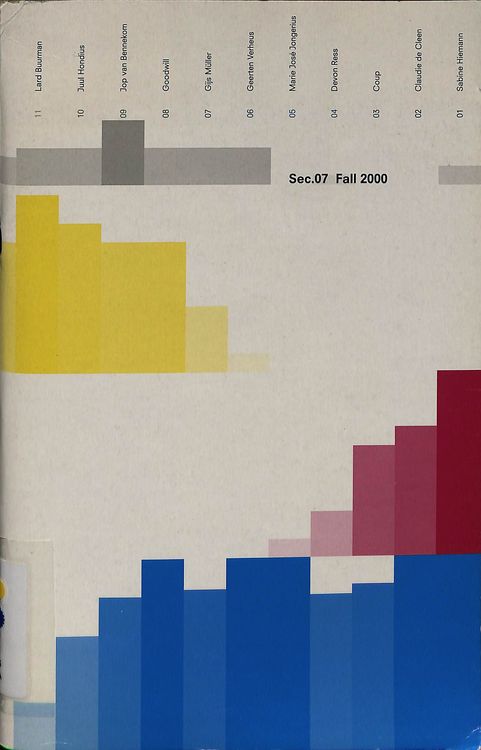 11 Lard Buurman
10 Juul Hondius
09 Jop van Bennekom
08 Goodwill
07 Gijs Müller
06 Geerten Verheus
05 Marie José Jongerius
04 Devon Ress
03 Coup
02 Claudie de Cleen
01 Sabine Hiemann
Sec.07 Fall 2000